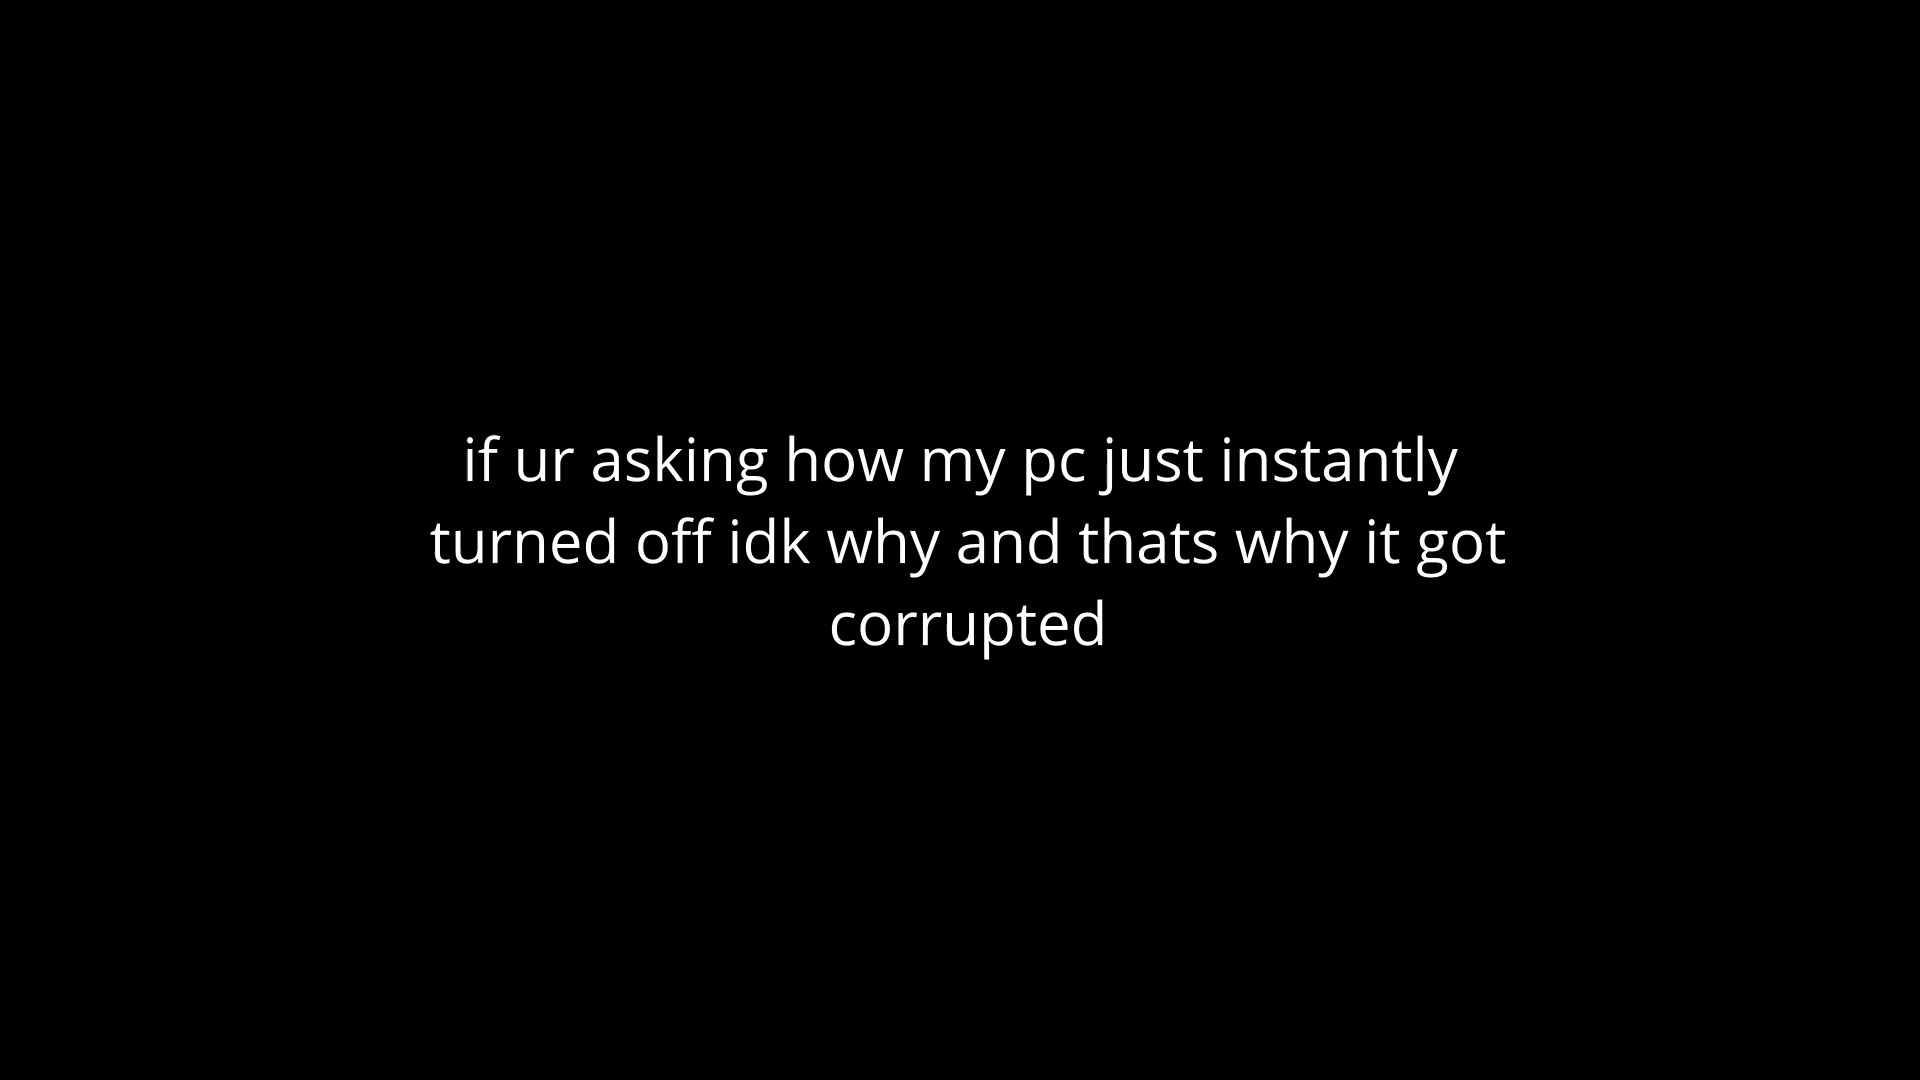 if ur asking how my pc just instantly
turned off idk why and thats why it got
corrupted